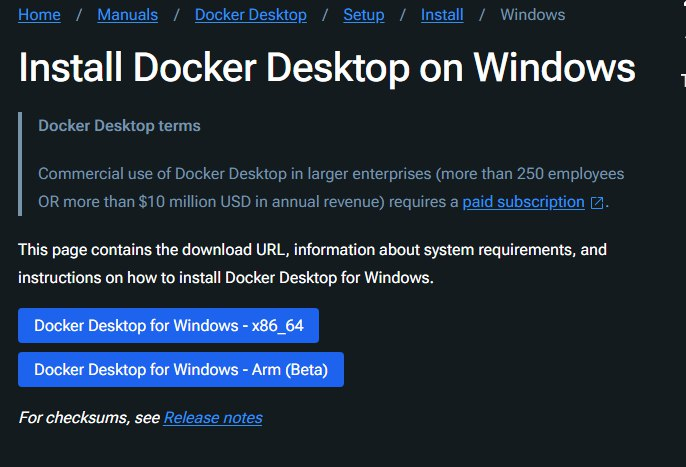 Home / Manuals / Docker Desktop / Setup / Install / Windows
Install Docker Desktop on Windows
Docker Desktop terms
Commercial use of Docker Desktop in larger enterprises (more than 250 employees
OR more than $10 million USD in annual revenue) requires a paid subscription.
This page contains the download URL, information about system requirements, and
instructions on how to install Docker Desktop for Windows.
Docker Desktop for Windows - x86_64
Docker Desktop for Windows - Arm (Beta)
For checksums, see Release notes